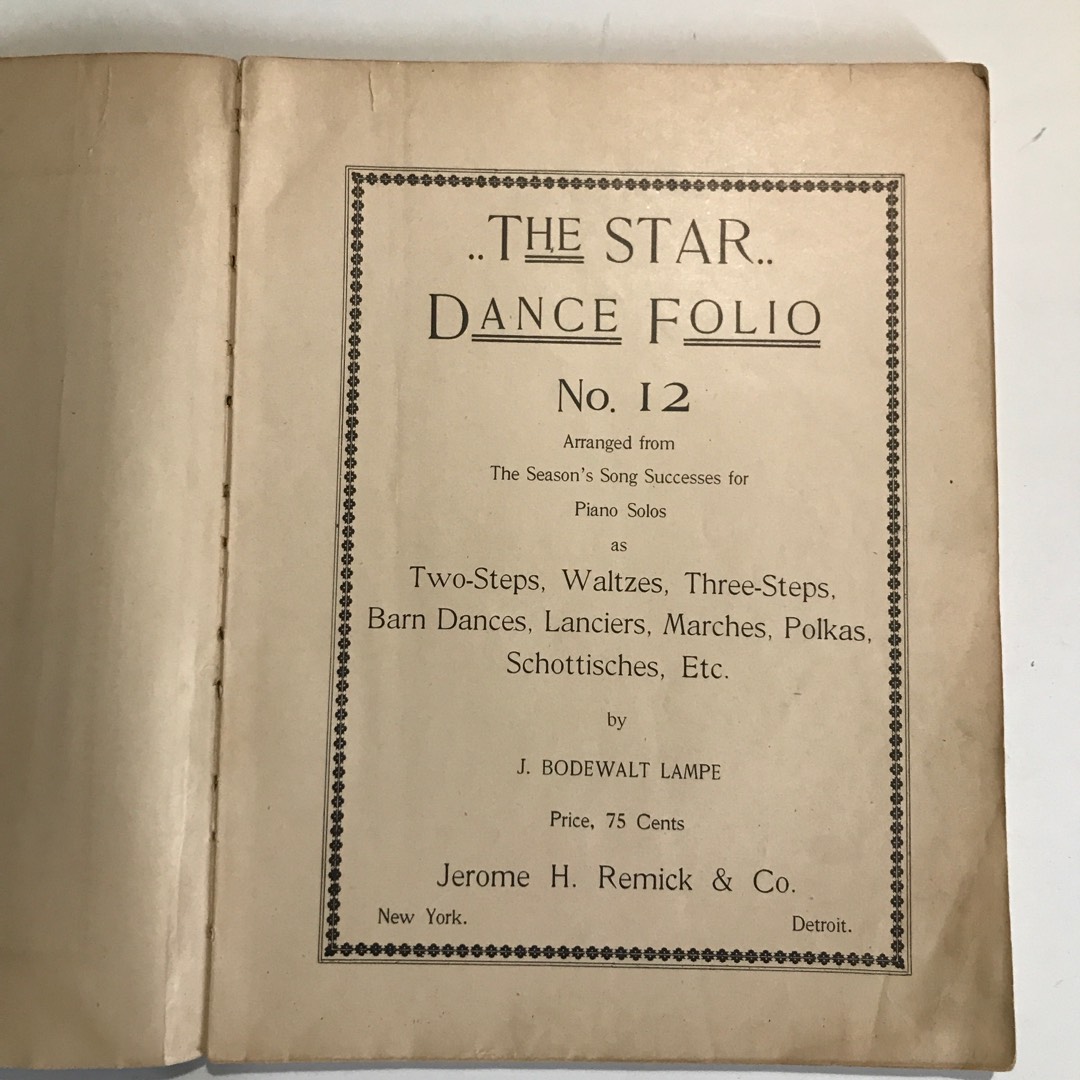 ..THE STAR..
DANCE FOLIO
No. 12
Arranged from
The Season's Song Successes for
Piano Solos
as
Two-Steps, Waltzes, Three-Steps,
Barn Dances, Lanciers, Marches, Polkas,
Schottisches, Etc.
by
J. BODEWALT LAMPE
Price, 75 Cents
Jerome H. Remick & Co.
New York. Detroit.